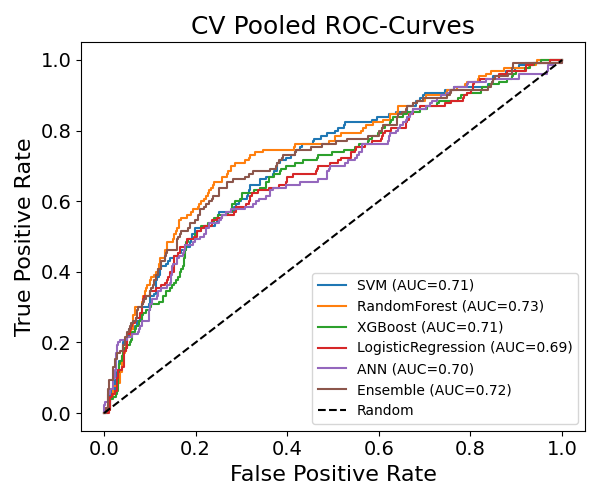 CV Pooled ROC-Curves
1.0
0.8
0.6
0.4
0.2
0.0
True Positive Rate
SVM (AUC=0.71)
RandomForest (AUC=0.73)
XGBoost (AUC=0.71)
LogisticRegression (AUC=0.69)
ANN (AUC=0.70)
Ensemble (AUC=0.72)
Random
0.0 0.2 0.4 0.6 0.8 1.0
False Positive Rate